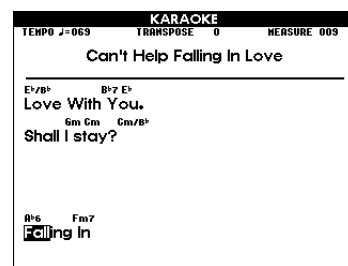 KARAOKE
TEMPO ♩=069 TRANSPOSE 0 MEASURE 009
Can't Help Falling In Love
E♭/B♭ B♭7 E♭
Love With You.
Gm Cm Cm/B♭
Shall I stay?
A♭6 Fm7
Falling In